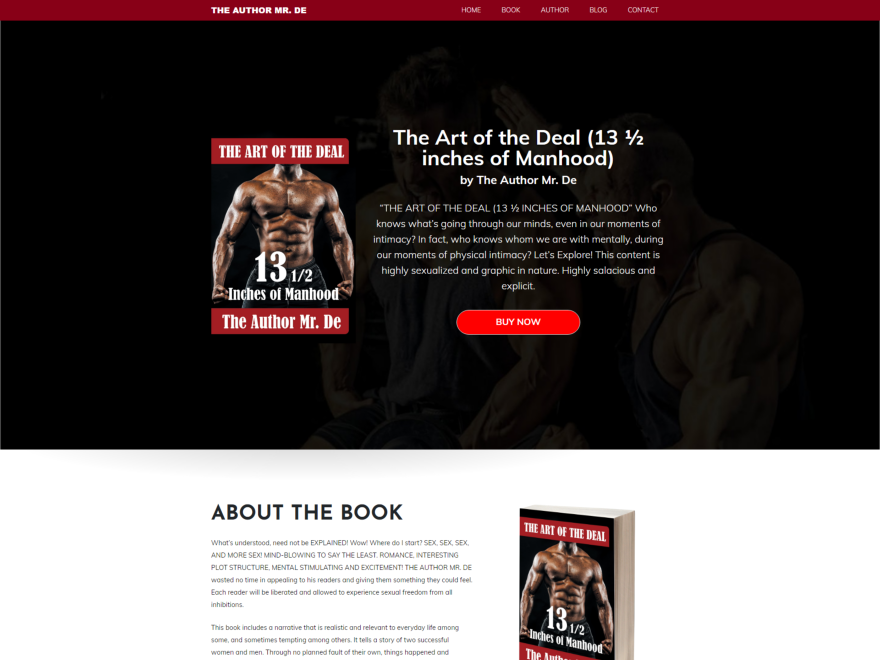 THE AUTHOR MR. DE
HOME BOOK AUTHOR BLOG CONTACT
THE ART OF THE DEAL
13 1/2
Inches of Manhood
The Author Mr. De
The Art of the Deal (13 ½
inches of Manhood)
by The Author Mr. De
“THE ART OF THE DEAL (13 ½ INCHES OF MANHOOD” Who
knows what’s going through our minds, even in our moments of
intimacy? In fact, who knows whom we are with mentally, during
our moments of physical intimacy? Let’s Explore! This content is
highly sexualized and graphic in nature. Highly salacious and
explicit.
BUY NOW
ABOUT THE BOOK
What’s understood, need not be EXPLAINED! Wow! Where do I start? SEX, SEX, SEX,
AND MORE SEX! MIND-BLOWING TO SAY THE LEAST. ROMANCE, INTERESTING
PLOT STRUCTURE, MENTAL STIMULATING AND EXCITEMENT! THE AUTHOR MR. DE
wasted no time in appealing to his readers and giving them something they could feel.
Each reader will be liberated and allowed to experience sexual freedom from all
inhibitions.
This book includes a narrative that is realistic and relevant to everyday life among
some, and sometimes tempting among others. It tells a story of two successful
women and men. Through no planned fault of their own, things happened and
THE ART OF THE DEAL
13 1/2
Inches of Manhood
The Author Mr. De